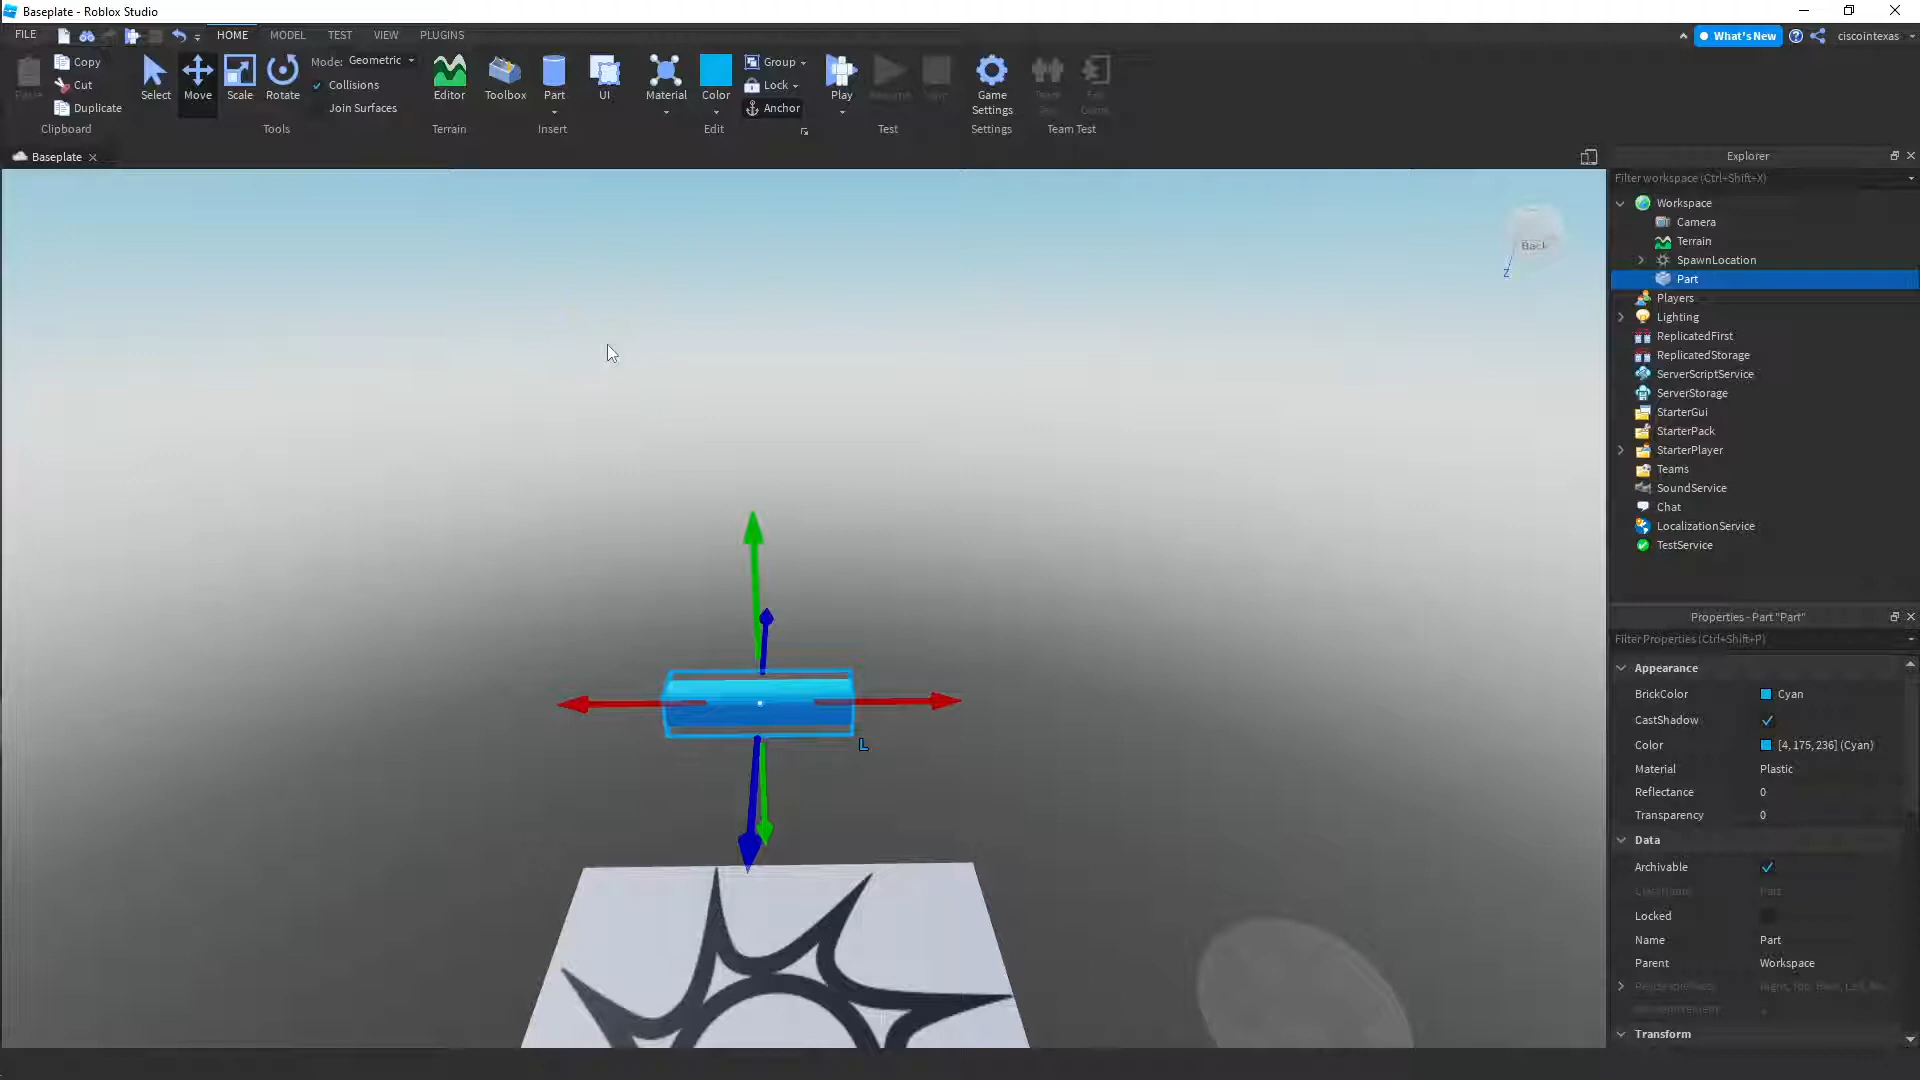 Baseplate - Roblox Studio
FILE
HOME
MODEL
TEST
VIEW
PLUGINS
What's New
ciscointexas
Copy
Cut
Duplicate
Clipboard
Select
Move
Scale
Rotate
Mode: Geometric
Collisions
Join Surfaces
Tools
Editor
Terrain
Toolbox
Part
UI
Insert
Material
Color
Group
Lock
Anchor
Edit
Play
Test
Game
Settings
Settings
Team Test
Baseplate
Back
Z
L
Explorer
Filter workspace (Ctrl+Shift+X)
Workspace
Camera
Terrain
SpawnLocation
Part
Players
Lighting
ReplicatedFirst
ReplicatedStorage
ServerScriptService
ServerStorage
StarterGui
StarterPack
StarterPlayer
Teams
SoundService
Chat
LocalizationService
TestService
Properties - Part "Part"
Filter Properties (Ctrl+Shift+P)
Appearance
BrickColor Cyan
CastShadow
Color [4, 175, 236] (Cyan)
Material Plastic
Reflectance 0
Transparency 0
Data
Archivable
ClassName Part
Locked
Name Part
Parent Workspace
Transform